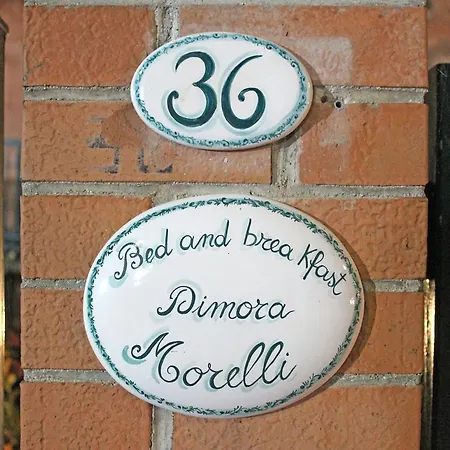 36
Bed and breakfast
Dimora
Morelli